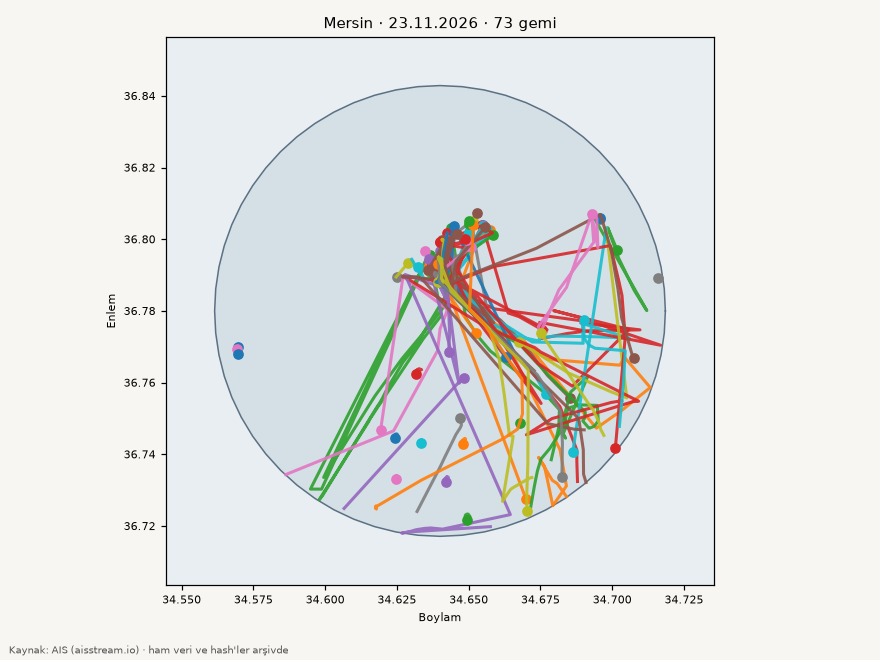 Mersin · 23.11.2026 · 73 gemi
Enlem
36.84
36.82
36.80
36.78
36.76
36.74
36.72
34.550 34.575 34.600 34.625 34.650 34.675 34.700 34.725
Boylam
Kaynak: AIS (aisstream.io) · ham veri ve hash'ler arşivde